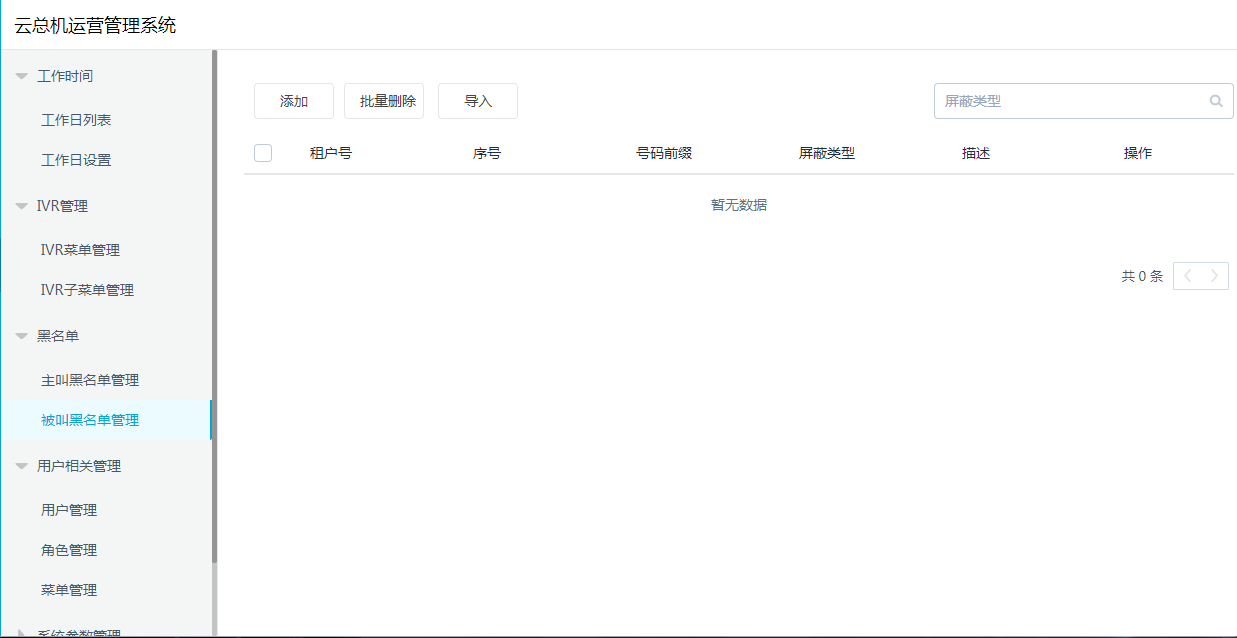 云总机运营管理系统
工作时间
工作日列表
工作日设置
IVR管理
IVR菜单管理
IVR子菜单管理
黑名单
主叫黑名单管理
被叫黑名单管理
用户相关管理
用户管理
角色管理
菜单管理
系统参数管理
添加 批量删除 导入 屏蔽类型
租户号 序号 号码前缀 屏蔽类型 描述 操作
暂无数据
共 0 条